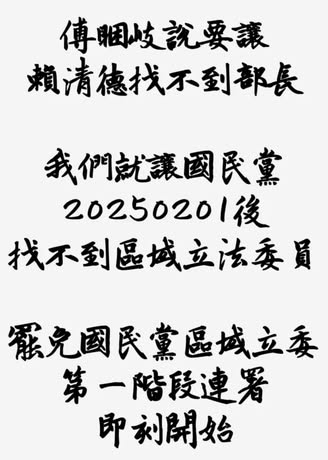 傅𰻞岐說要讓
賴清德找不到部長
我們就讓國民黨
20250201後
找不到區域立法委員
罷免國民黨區域立委
第一階段連署
即刻開始